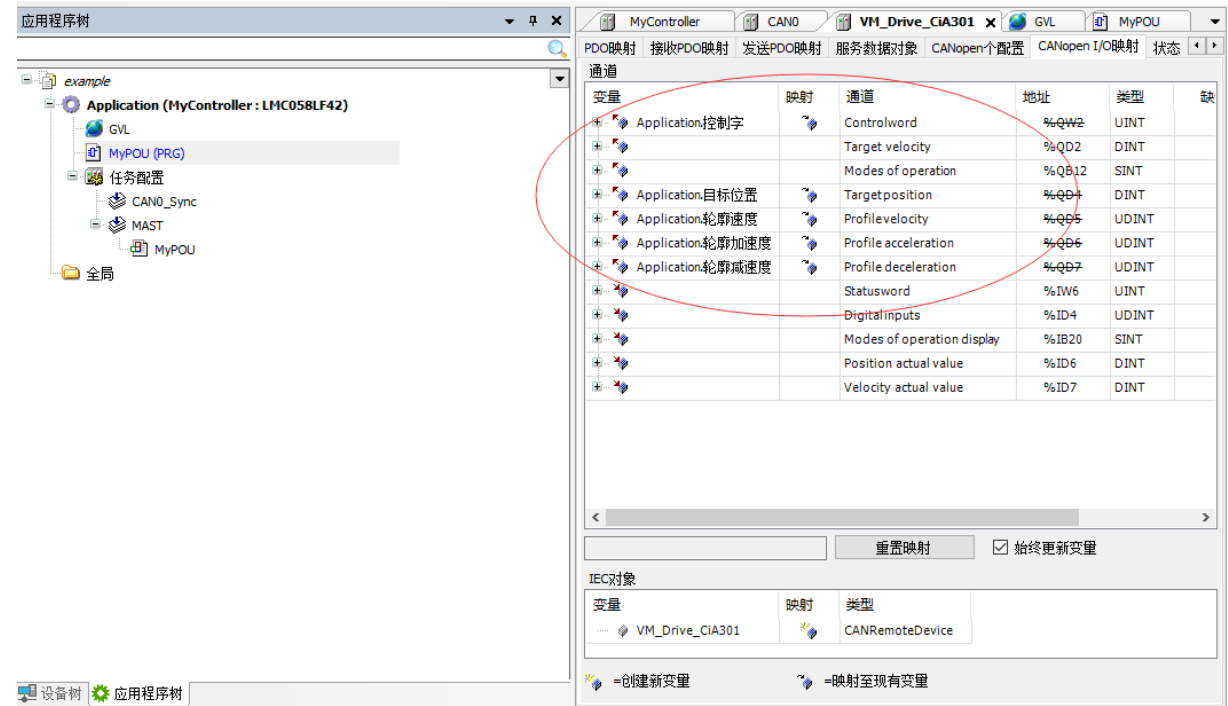 应用程序树
example
Application (MyController : LMC058LF42)
GVL
MyPOU (PRG)
任务配置
CAN0_Sync
MAST
MyPOU
全局
设备树 应用程序树
MyController CAN0 VM_Drive_CiA301 GVL MyPOU
PDO映射 接收PDO映射 发送PDO映射 服务数据对象 CANopen个配置 CANopen I/O映射 状态
通道
变量 映射 通道 地址 类型 缺
Application.控制字 Controlword %QW2 UINT
Target velocity %QD2 DINT
Modes of operation %QB12 SINT
Application.目标位置 Targetposition %QD4 DINT
Application.轮廓速度 Profilevelocity %QD5 UDINT
Application.轮廓加速度 Profile acceleration %QD6 UDINT
Application.轮廓减速度 Profile deceleration %QD7 UDINT
Statusword %IW6 UINT
Digitalinputs %ID4 UDINT
Modes of operation display %IB20 SINT
Position actual value %ID6 DINT
Velocity actual value %ID7 DINT
重置映射 始终更新变量
IEC对象
变量 映射 类型
VM_Drive_CiA301 CANRemoteDevice
=创建新变量 =映射至现有变量